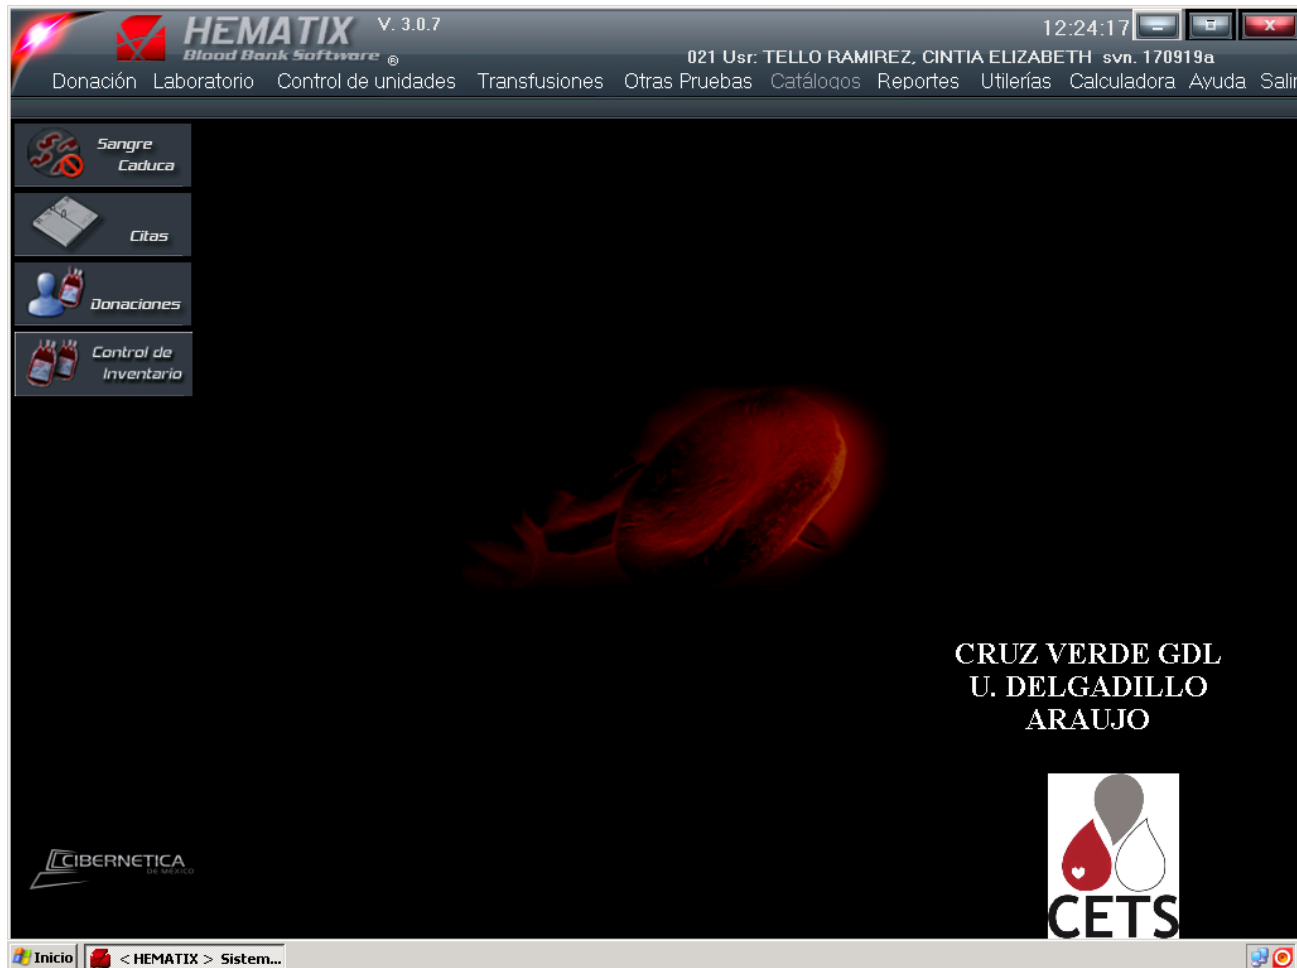 HEMATIX V. 3.0.7
Blood Bank Software ®
12:24:17
021 Usr: TELLO RAMIREZ, CINTIA ELIZABETH svn. 170919a
Donación Laboratorio Control de unidades Transfusiones Otras Pruebas Catálogos Reportes Utilerías Calculadora Ayuda Salir
Sangre
Caduca
Citas
Donaciones
Control de
Inventario
CRUZ VERDE GDL
U. DELGADILLO
ARAUJO
CIBERNETICA
DE MÉXICO
CETS
Inicio < HEMATIX > Sistem...